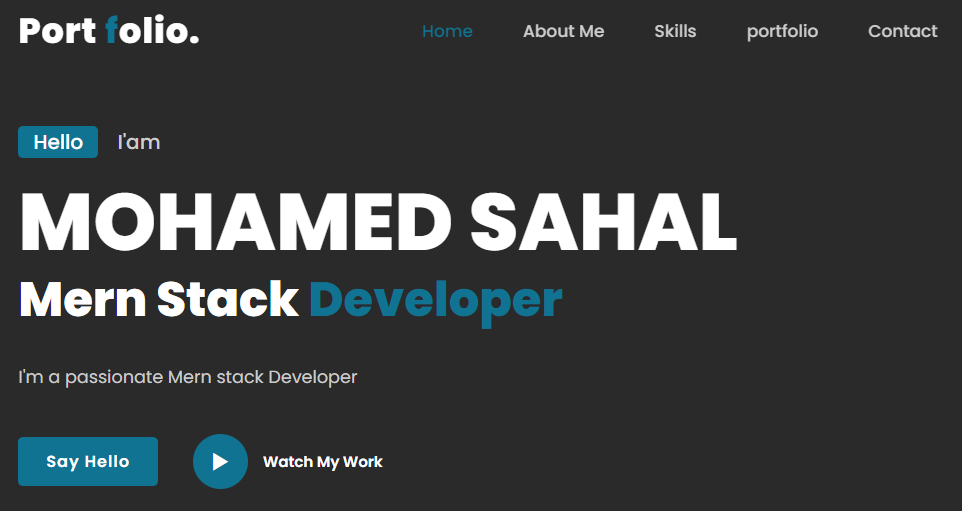 Port folio.
Home About Me Skills portfolio Contact
Hello I'am
MOHAMED SAHAL
Mern Stack Developer
I'm a passionate Mern stack Developer
Say Hello Watch My Work